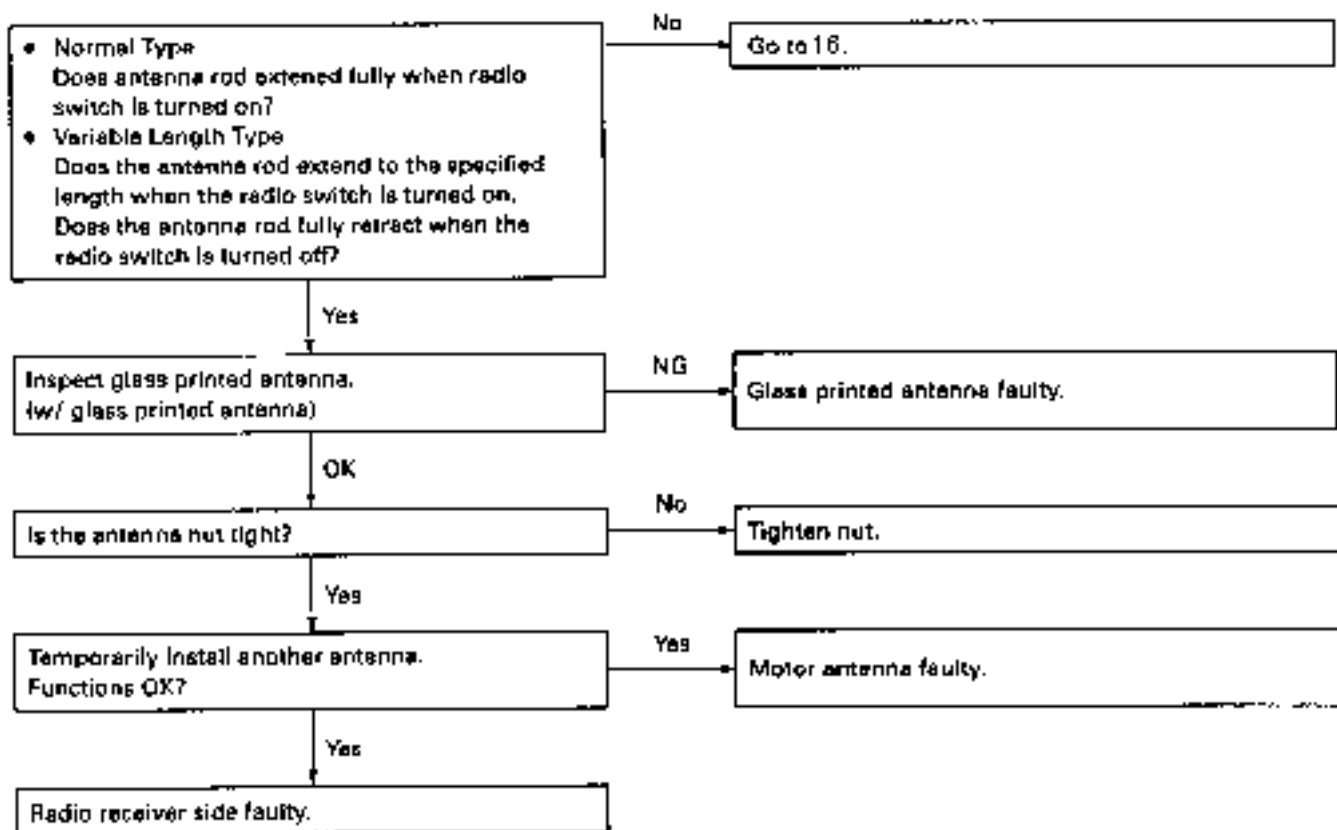 No
• Normal Type
Does antenna rod extened fully when radio
switch is turned on?
• Variable Length Type
Does the antenna rod extend to the specified
length when the radio switch is turned on.
Does the antenna rod fully retract when the
radio switch is turned off?
Go to 16.
Yes
Inspect glass printed antenna.
(w/ glass printed antenna)
NG
Glass printed antenna faulty.
OK
Is the antenna nut tight?
No
Tighten nut.
Yes
Temporarily install another antenna.
Functions OK?
Yes
Motor antenna faulty.
Yes
Radio receiver side faulty.